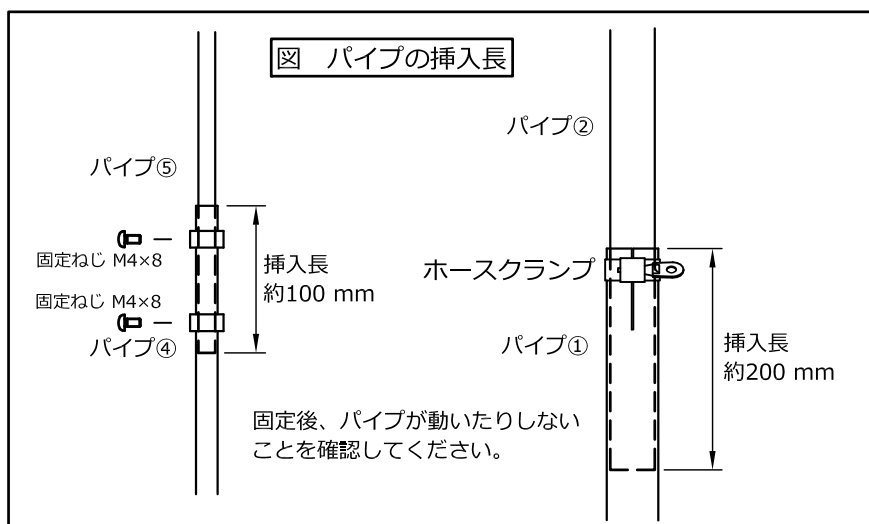 図　パイプの挿入長
パイプ⑤
固定ねじ M4×8
固定ねじ M4×8
パイプ④
挿入長
約100 mm
パイプ②
ホースクランプ
パイプ①
挿入長
約200 mm
固定後、パイプが動いたりしない
ことを確認してください。